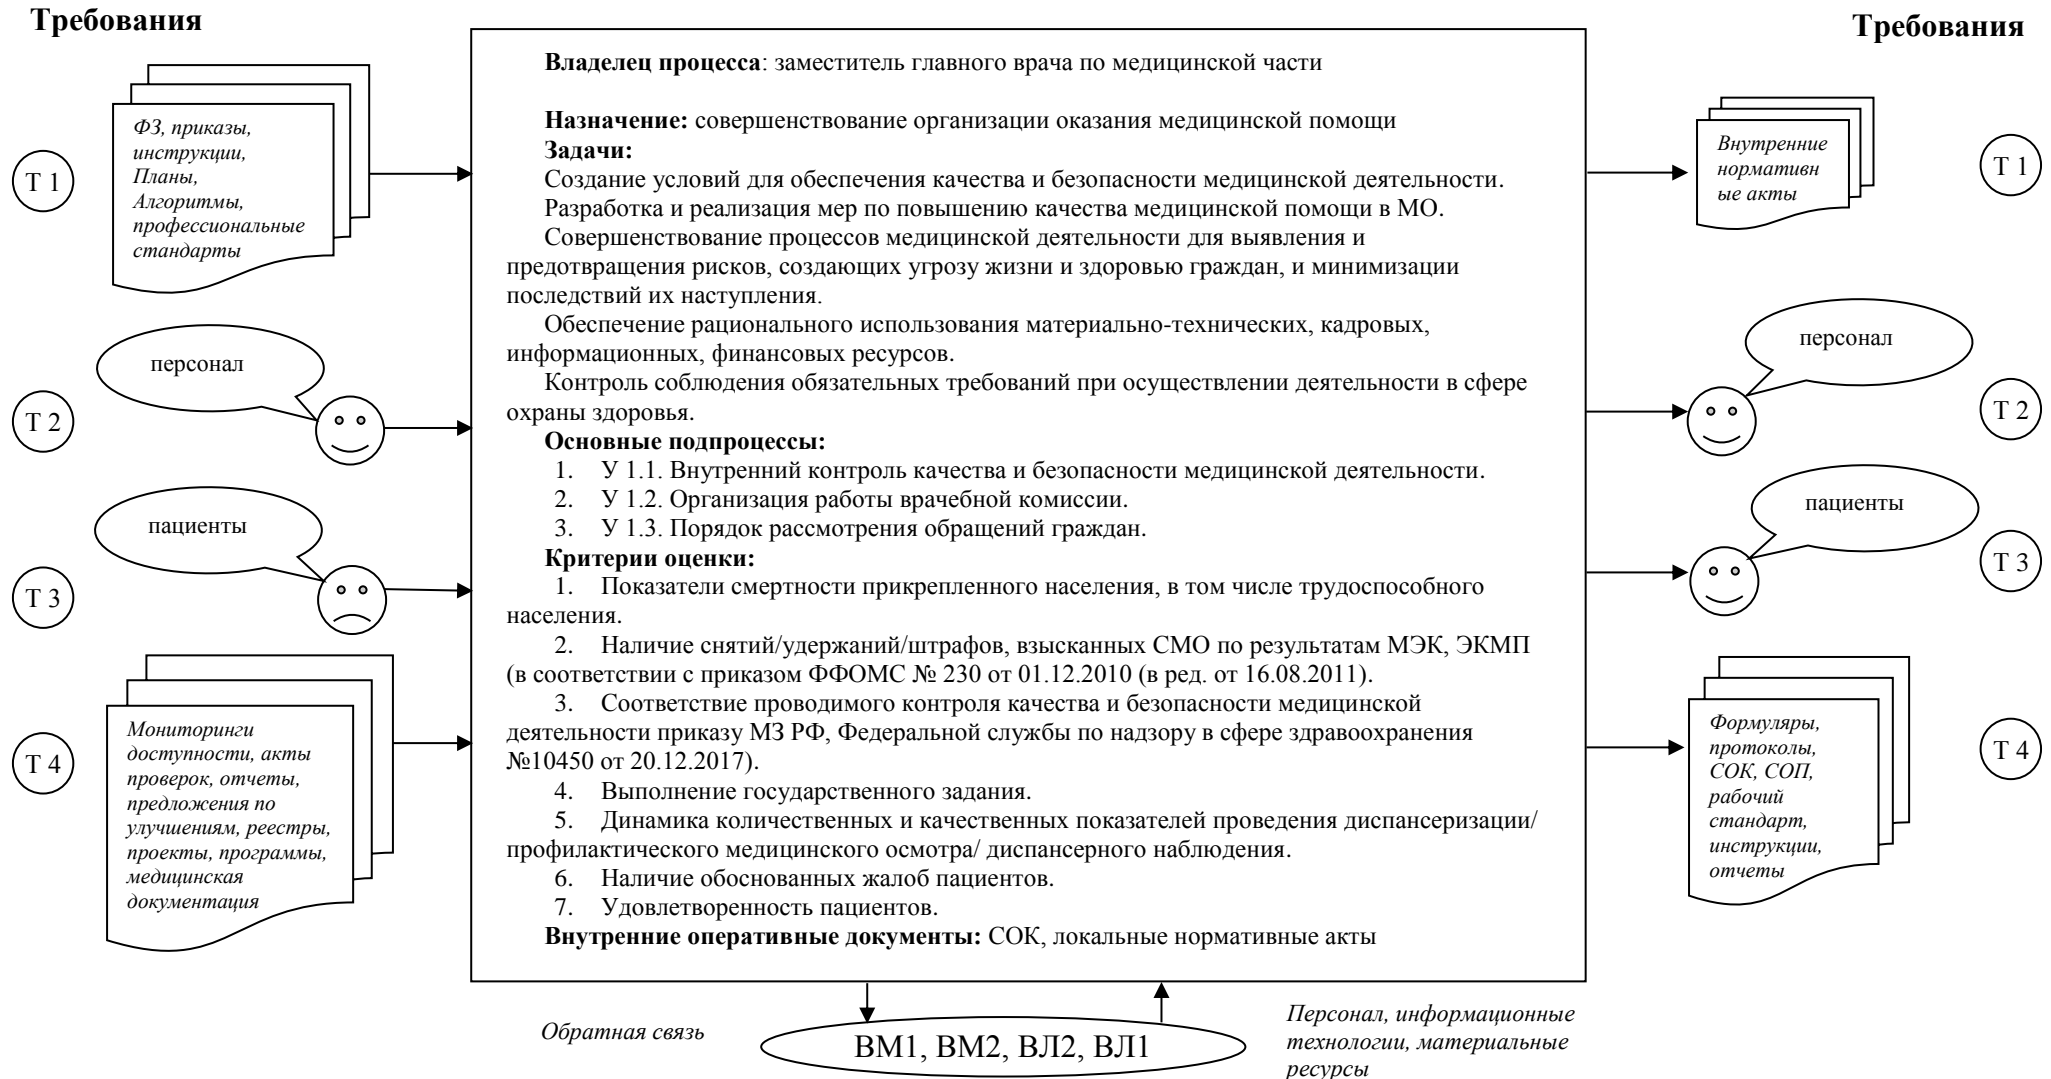 Требования
Требования
ФЗ, приказы,
инструкции,
Планы,
Алгоритмы,
профессиональные
стандарты
Т 1
персонал
Т 2
пациенты
Т 3
Мониторинги
доступности, акты
проверок, отчеты,
предложения по
улучшениям, реестры,
проекты, программы,
медицинская
документация
Т 4
Владелец процесса: заместитель главного врача по медицинской части
Назначение: совершенствование организации оказания медицинской помощи
Задачи:
Создание условий для обеспечения качества и безопасности медицинской деятельности.
Разработка и реализация мер по повышению качества медицинской помощи в МО.
Совершенствование процессов медицинской деятельности для выявления и
предотвращения рисков, создающих угрозу жизни и здоровью граждан, и минимизации
последствий их наступления.
Обеспечение рационального использования материально-технических, кадровых,
информационных, финансовых ресурсов.
Контроль соблюдения обязательных требований при осуществлении деятельности в сфере
охраны здоровья.
Основные подпроцессы:
1. У 1.1. Внутренний контроль качества и безопасности медицинской деятельности.
2. У 1.2. Организация работы врачебной комиссии.
3. У 1.3. Порядок рассмотрения обращений граждан.
Критерии оценки:
1. Показатели смертности прикрепленного населения, в том числе трудоспособного
населения.
2. Наличие снятий/удержаний/штрафов, взысканных СМО по результатам МЭК, ЭКМП
(в соответствии с приказом ФФОМС № 230 от 01.12.2010 (в ред. от 16.08.2011).
3. Соответствие проводимого контроля качества и безопасности медицинской
деятельности приказу МЗ РФ, Федеральной службы по надзору в сфере здравоохранения
№10450 от 20.12.2017).
4. Выполнение государственного задания.
5. Динамика количественных и качественных показателей проведения диспансеризации/
профилактического медицинского осмотра/ диспансерного наблюдения.
6. Наличие обоснованных жалоб пациентов.
7. Удовлетворенность пациентов.
Внутренние оперативные документы: СОК, локальные нормативные акты
Внутренние
нормативн
ые акты
Т 1
персонал
Т 2
пациенты
Т 3
Формуляры,
протоколы,
СОК, СОП,
рабочий
стандарт,
инструкции,
отчеты
Т 4
Обратная связь
ВМ1, ВМ2, ВЛ2, ВЛ1
Персонал, информационные
технологии, материальные
ресурсы